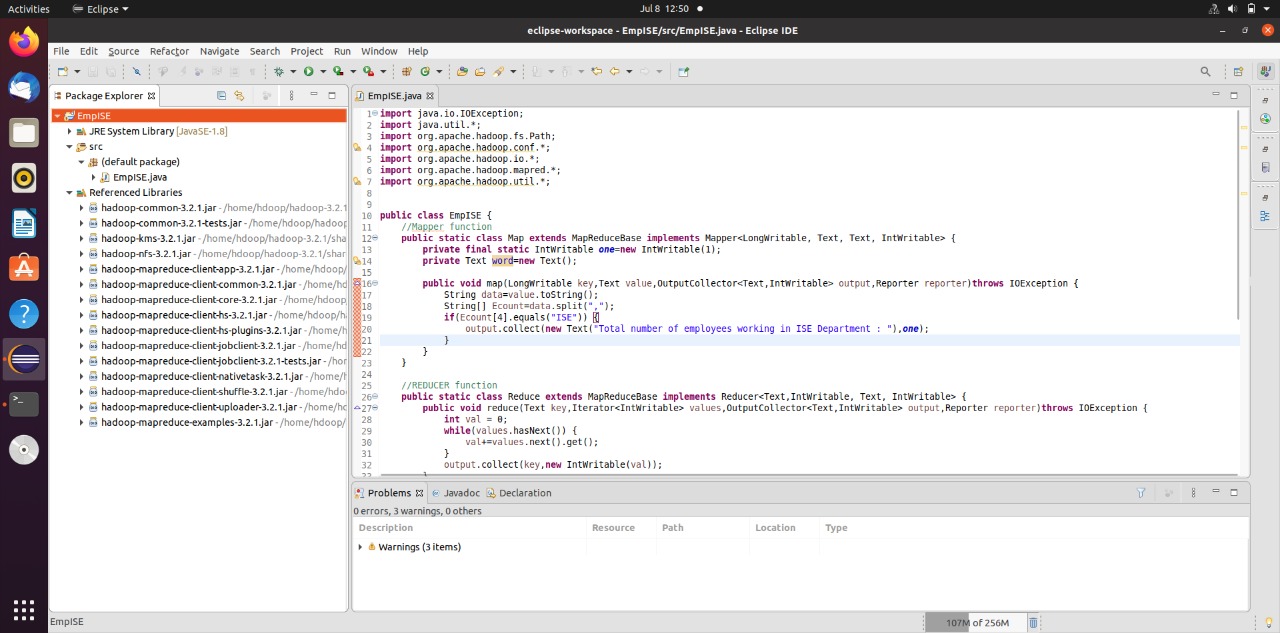 Activities Eclipse Jul 8 12:50
eclipse-workspace - EmpISE/src/EmpISE.java - Eclipse IDE
File Edit Source Refactor Navigate Search Project Run Window Help
Package Explorer
EmpISE
JRE System Library [JavaSE-1.8]
src
(default package)
EmpISE.java
Referenced Libraries
hadoop-common-3.2.1.jar - /home/hdoop/hadoop-3.2.1
hadoop-common-3.2.1-tests.jar - /home/hdoop/
hadoop-kms-3.2.1.jar - /home/hdoop/hadoop-3.2.1/sha
hadoop-nfs-3.2.1.jar - /home/hdoop/hadoop-3.2.1/shar
hadoop-mapreduce-client-app-3.2.1.jar - /home/hdoop/
hadoop-mapreduce-client-common-3.2.1.jar - /home/
hadoop-mapreduce-client-core-3.2.1.jar - /home/hdoop/
hadoop-mapreduce-client-hs-3.2.1.jar - /home/hdoop/
hadoop-mapreduce-client-hs-plugins-3.2.1.jar - /home/
hadoop-mapreduce-client-jobclient-3.2.1.jar - /home/
hadoop-mapreduce-client-jobclient-3.2.1-tests.jar - /ho
hadoop-mapreduce-client-nativetask-3.2.1.jar - /home/
hadoop-mapreduce-client-shuffle-3.2.1.jar - /home/hdo
hadoop-mapreduce-client-uploader-3.2.1.jar - /home/hd
hadoop-mapreduce-examples-3.2.1.jar - /home/hdoop/
EmpISE.java
1 import java.io.IOException;
2 import java.util.*;
3 import org.apache.hadoop.fs.Path;
4 import org.apache.hadoop.conf.*;
5 import org.apache.hadoop.io.*;
6 import org.apache.hadoop.mapred.*;
7 import org.apache.hadoop.util.*;
8
9
10 public class EmpISE {
11 //Mapper function
12 public static class Map extends MapReduceBase implements Mapper<LongWritable, Text, Text, IntWritable> {
13 private final static IntWritable one=new IntWritable(1);
14 private Text word=new Text();
15
16 public void map(LongWritable key,Text value,OutputCollector<Text,IntWritable> output,Reporter reporter)throws IOException {
17 String data=value.toString();
18 String[] Ecount=data.split(",");
19 if(Ecount[4].equals("ISE")) {
20 output.collect(new Text("Total number of employees working in ISE Department : "),one);
21 }
22 }
23 }
24
25 //REDUCER function
26 public static class Reduce extends MapReduceBase implements Reducer<Text,IntWritable, Text, IntWritable> {
27 public void reduce(Text key,Iterator<IntWritable> values,OutputCollector<Text,IntWritable> output,Reporter reporter)throws IOException {
28 int val = 0;
29 while(values.hasNext()) {
30 val+=values.next().get();
31 }
32 output.collect(key,new IntWritable(val));
33 }
Problems Javadoc Declaration
0 errors, 3 warnings, 0 others
Description Resource Path Location Type
Warnings (3 items)
EmpISE 107M of 256M